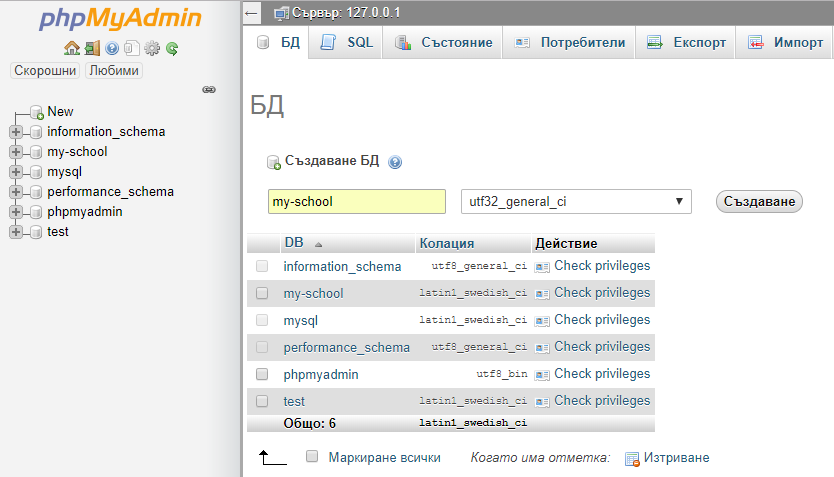 phpMyAdmin
Скорошни Любими
New
information_schema
my-school
mysql
performance_schema
phpmyadmin
test
Сървър: 127.0.0.1
БД SQL Състояние Потребители Експорт Импорт
БД
Създаване БД
my-school utf32_general_ci Създаване
DB Колация Действие
information_schema utf8_general_ci Check privileges
my-school latin1_swedish_ci Check privileges
mysql latin1_swedish_ci Check privileges
performance_schema utf8_general_ci Check privileges
phpmyadmin utf8_bin Check privileges
test latin1_swedish_ci Check privileges
Общо: 6 latin1_swedish_ci
Маркиране всички Когато има отметка: Изтриване